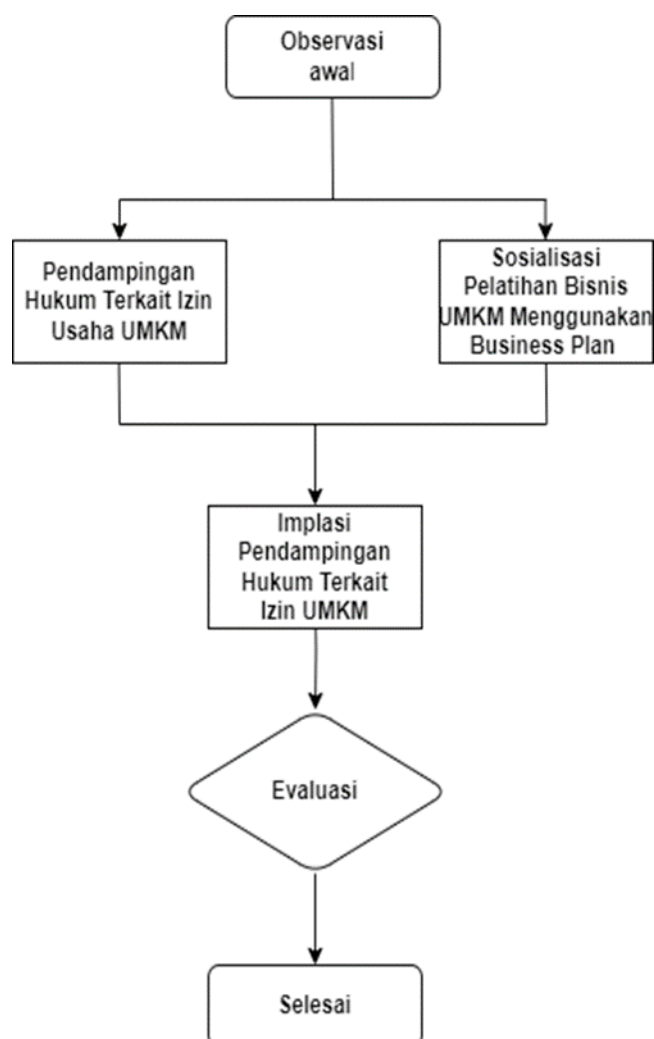 Observasi
awal
Pendampingan
Hukum Terkait Izin
Usaha UMKM
Sosialisasi
Pelatihan Bisnis
UMKM Menggunakan
Business Plan
Implasi
Pendampingan
Hukum Terkait
Izin UMKM
Evaluasi
Selesai